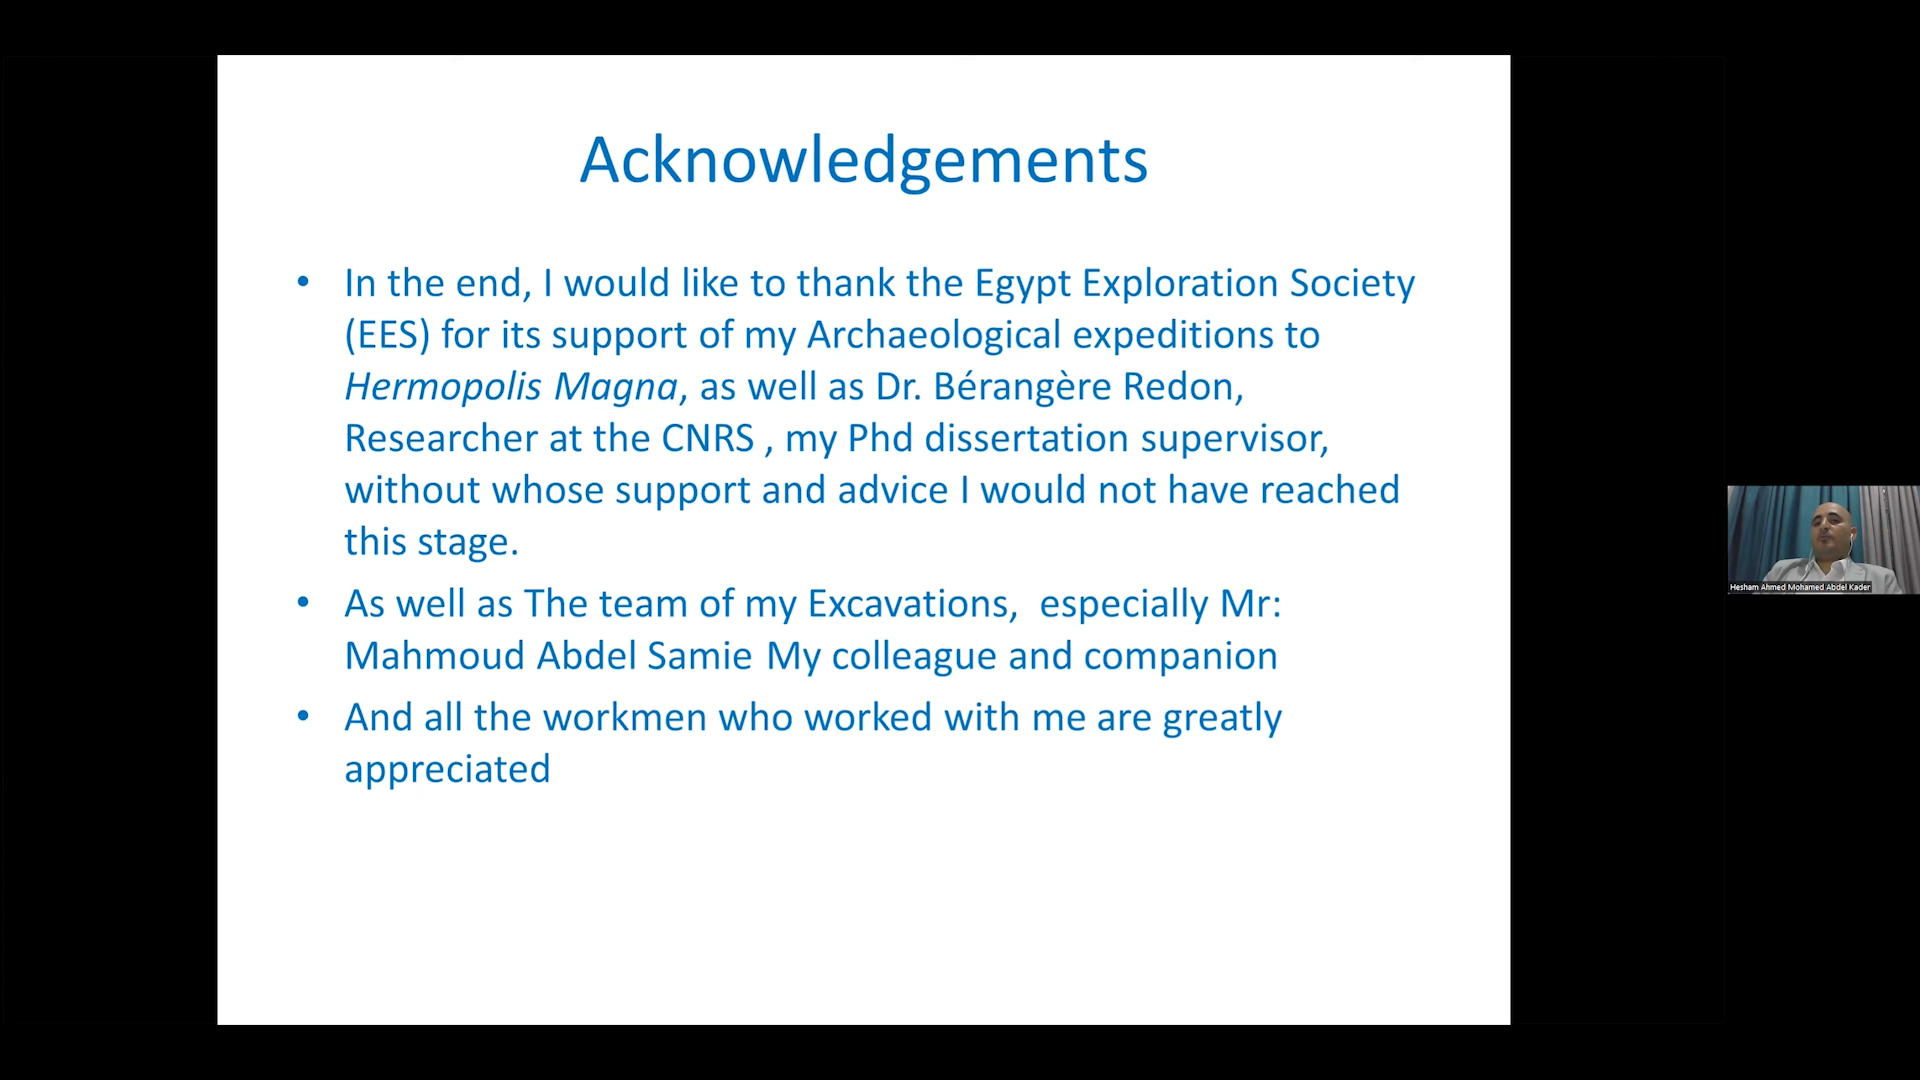 Acknowledgements
• In the end, I would like to thank the Egypt Exploration Society
(EES) for its support of my Archaeological expeditions to
Hermopolis Magna, as well as Dr. Bérangère Redon,
Researcher at the CNRS , my Phd dissertation supervisor,
without whose support and advice I would not have reached
this stage.
• As well as The team of my Excavations,  especially Mr:
Mahmoud Abdel Samie My colleague and companion
• And all the workmen who worked with me are greatly
appreciated
Hesham Ahmed Mohamed Abdel Kader